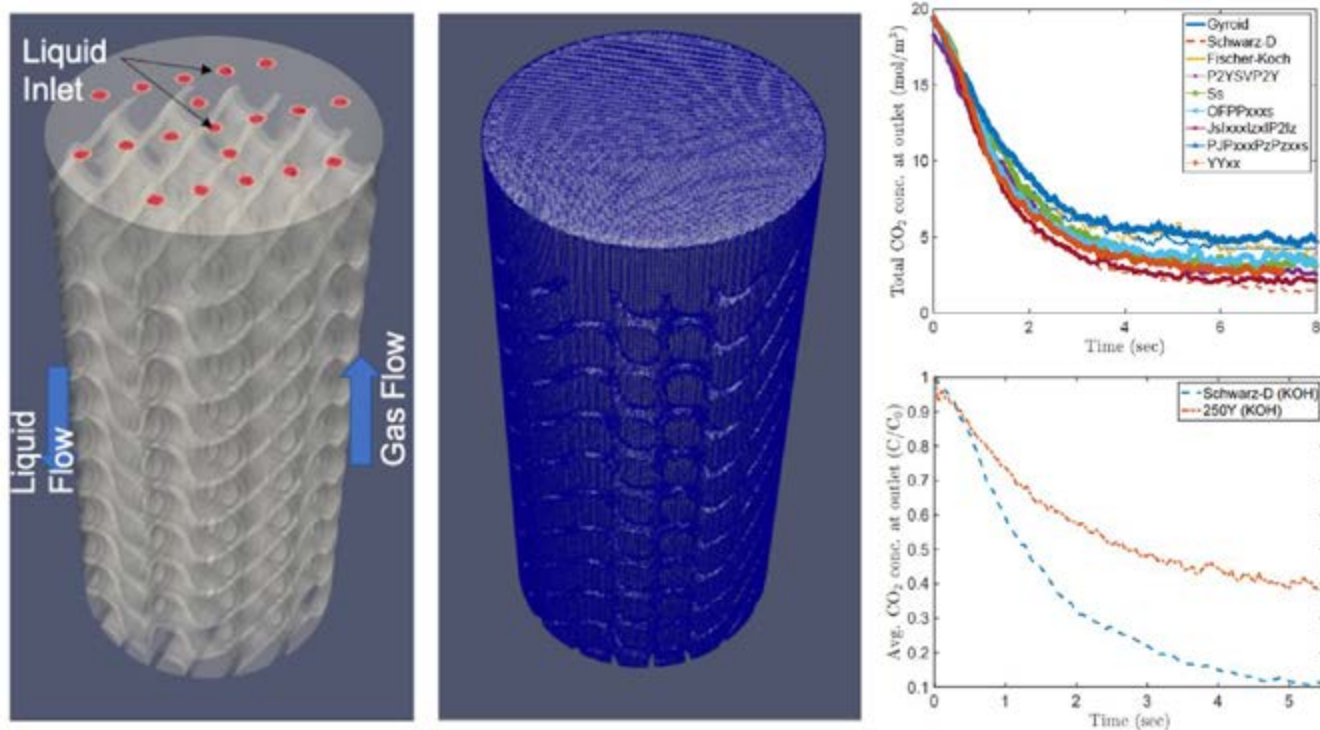 Liquid
Inlet
Liquid
Flow
Gas Flow
Total CO₂ conc. at outlet (mol/m³)
20
15
10
5
0
Gyroid
Schwarz-D
Fischer-Koch
P2YSVP2Y
Ss
OFPPxxxs
PJPxxxPzPzxxs
YYxx
0
2
4
6
8
Time (sec)
Avg. CO₂ conc. at outlet (C/C₀)
1
0.9
0.8
0.7
0.6
0.5
0.4
0.3
0.2
0.1
Schwarz-D (KOH)
250Y (KOH)
0
1
2
3
4
5
Time (sec)